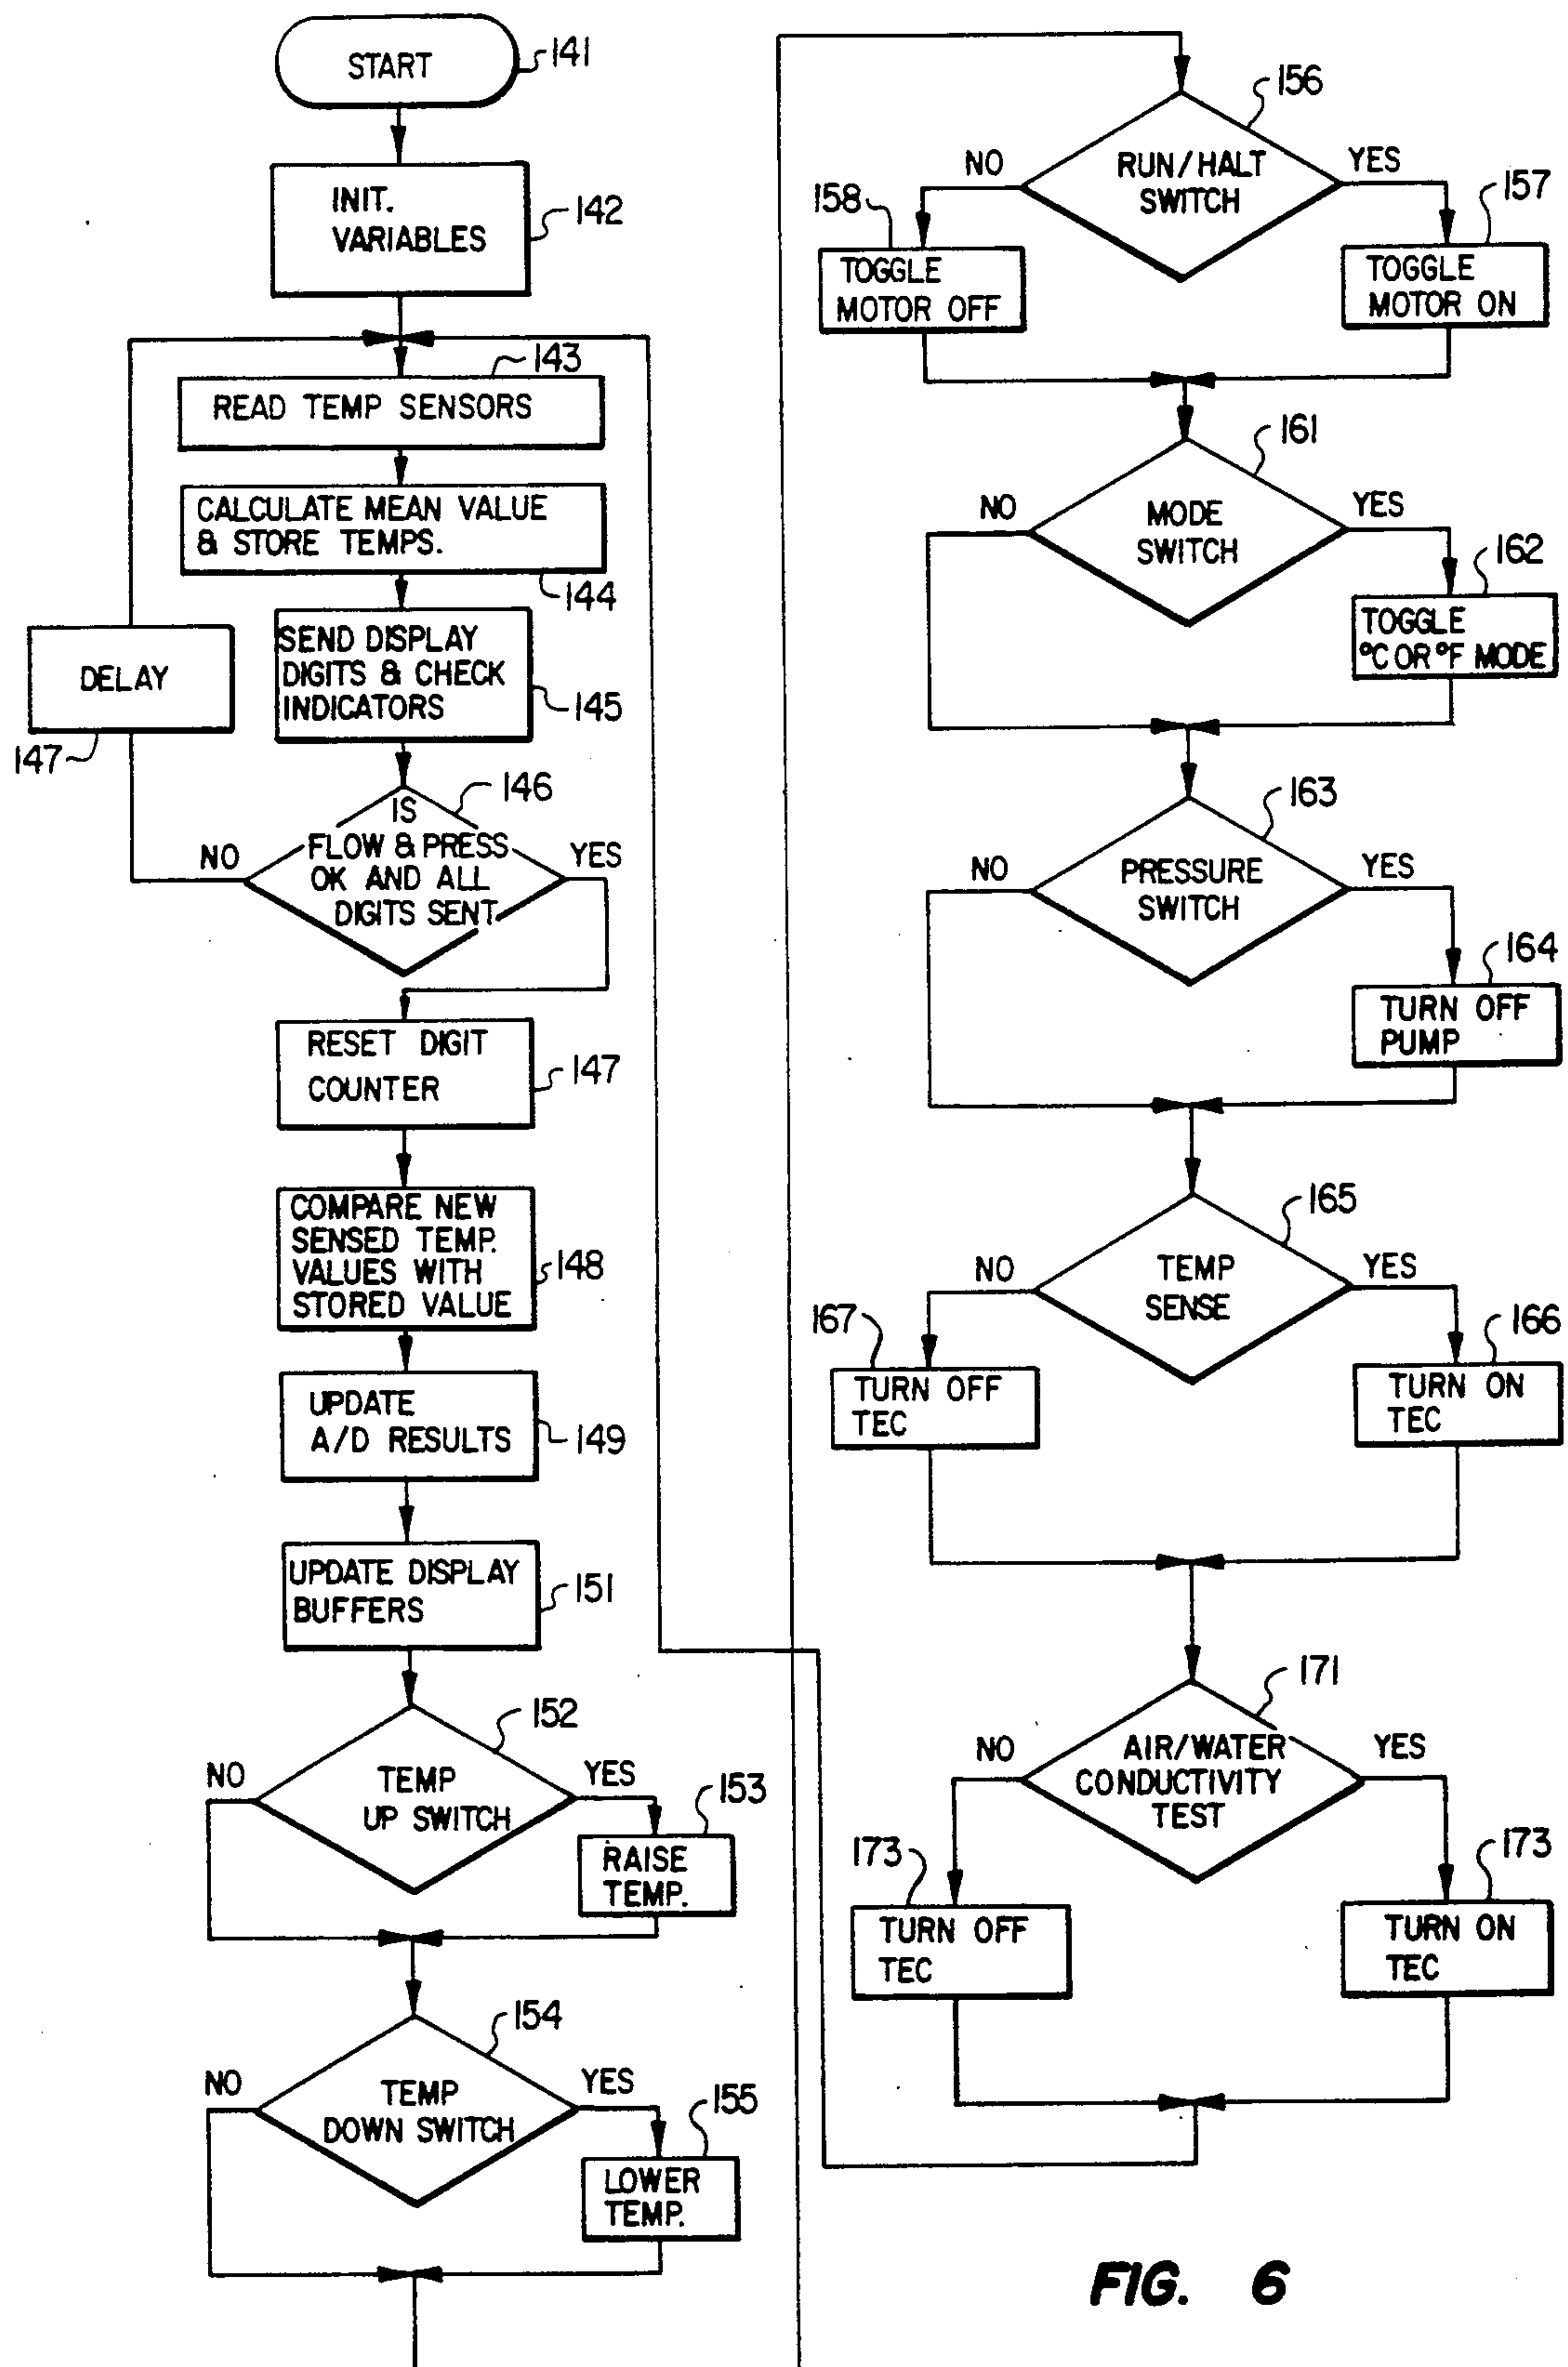 START
141
INIT.
VARIABLES
142
143
READ TEMP SENSORS
CALCULATE MEAN VALUE
& STORE TEMPS.
144
SEND DISPLAY
DIGITS & CHECK
INDICATORS
145
DELAY
147
146
IS
FLOW & PRESS
OK AND ALL
DIGITS SENT
NO
YES
RESET DIGIT
COUNTER
147
COMPARE NEW
SENSED TEMP.
VALUES WITH
STORED VALUE
148
UPDATE
A/D RESULTS
149
UPDATE DISPLAY
BUFFERS
151
152
TEMP
UP SWITCH
NO
YES
153
RAISE
TEMP.
154
TEMP
DOWN SWITCH
NO
YES
155
LOWER
TEMP.
156
RUN/HALT
SWITCH
NO
YES
158
TOGGLE
MOTOR OFF
157
TOGGLE
MOTOR ON
161
MODE
SWITCH
NO
YES
162
TOGGLE
°C OR °F MODE
163
PRESSURE
SWITCH
NO
YES
164
TURN OFF
PUMP
165
TEMP
SENSE
NO
YES
167
TURN OFF
TEC
166
TURN ON
TEC
171
AIR/WATER
CONDUCTIVITY
TEST
NO
YES
173
TURN OFF
TEC
173
TURN ON
TEC
FIG. 6